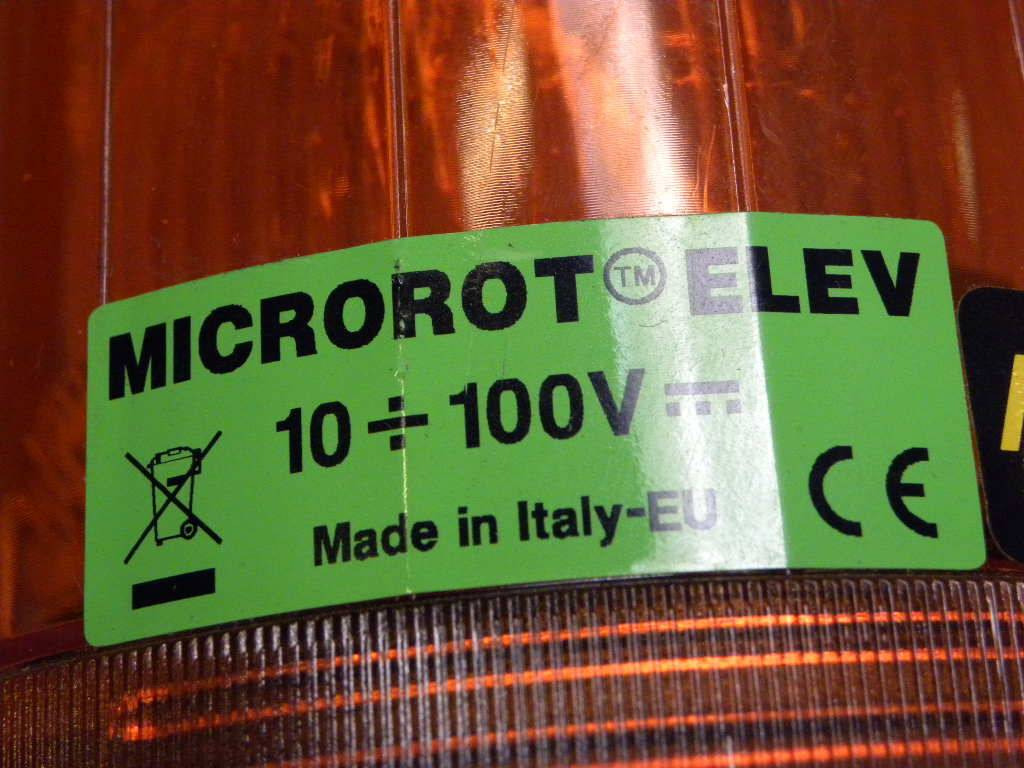 MICROROT™ ELEV
10÷100V ⎓
Made in Italy-EU
CE